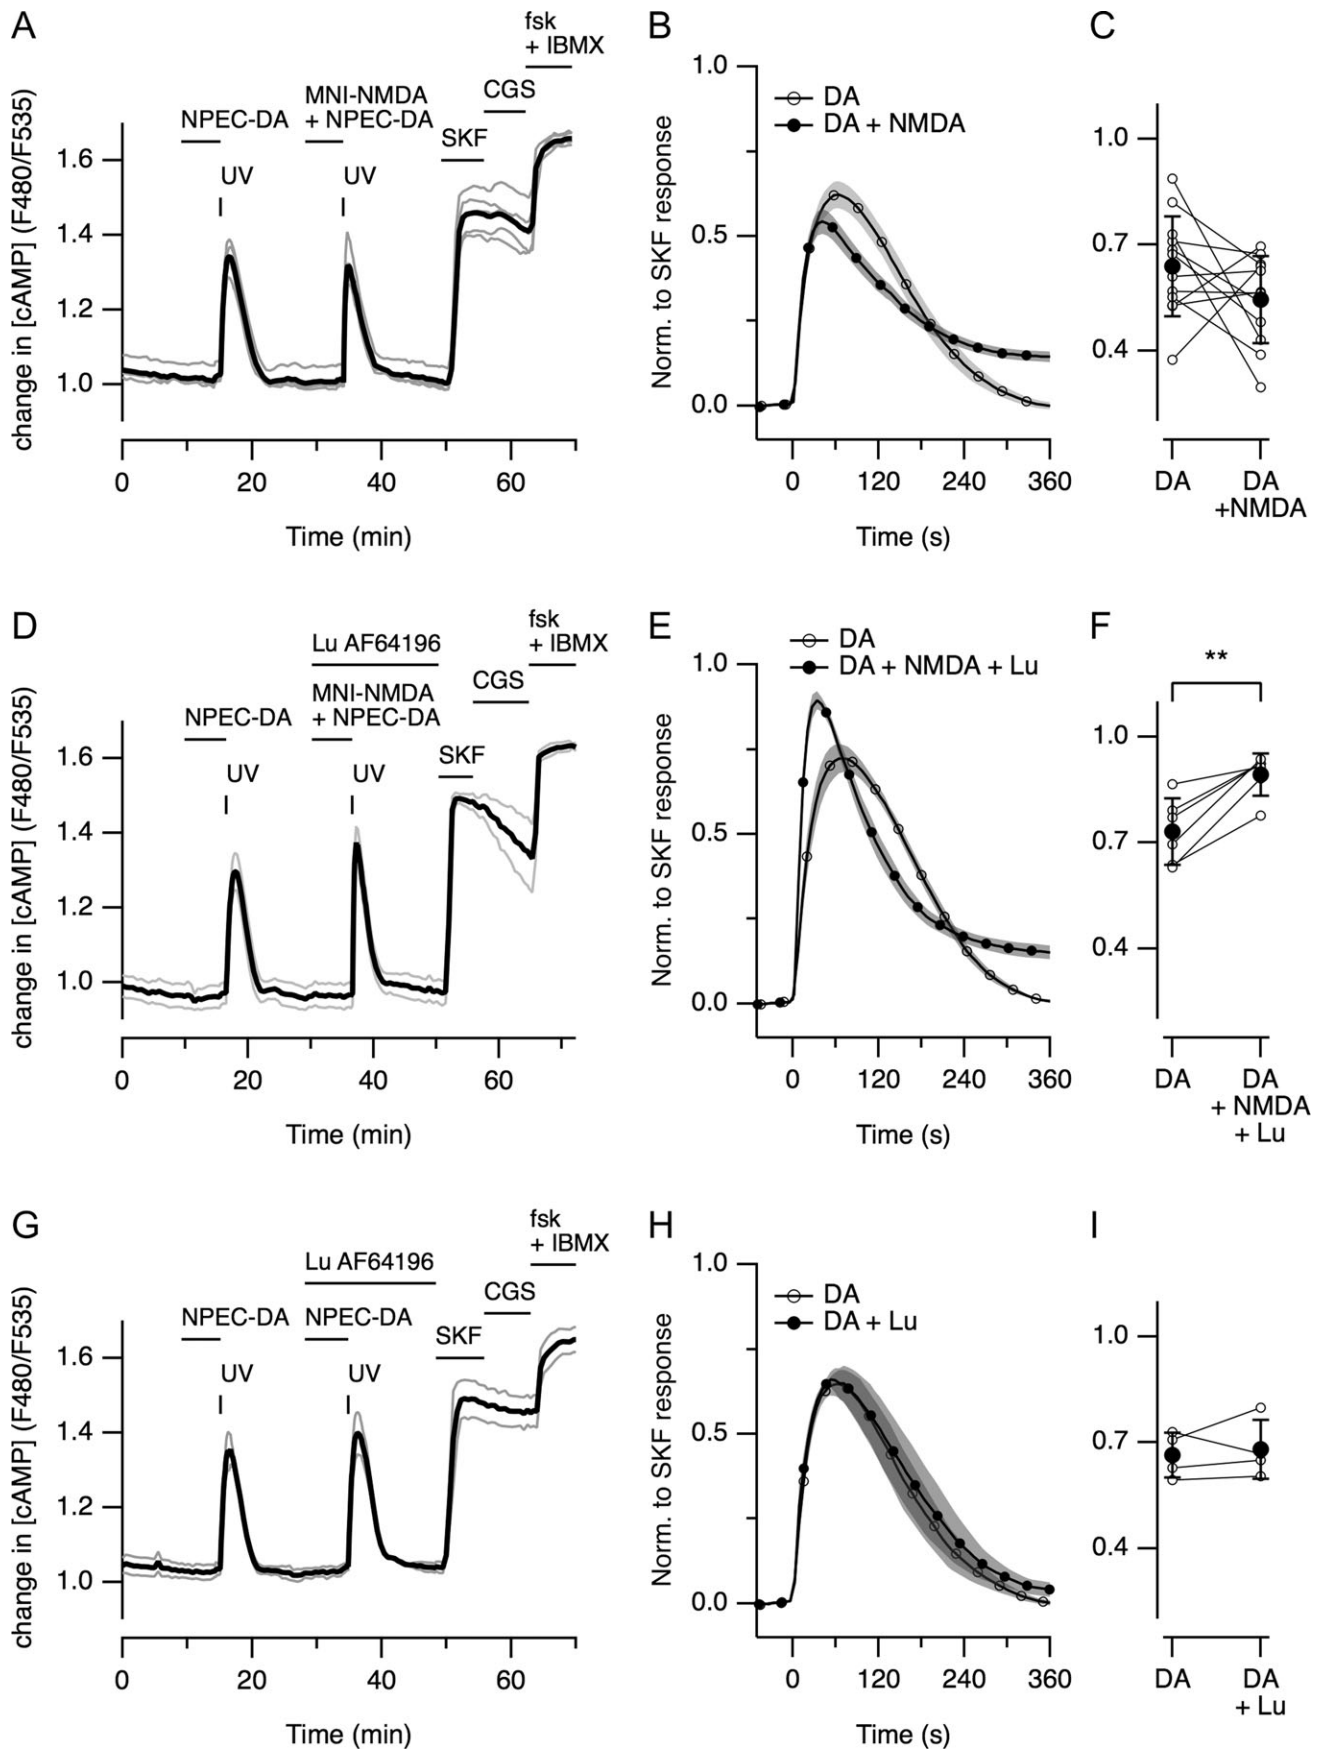 A
fsk
+ IBMX
CGS
MNI-NMDA
NPEC-DA
+ NPEC-DA
SKF
UV
UV
change in [cAMP] (F480/F535)
1.6
1.4
1.2
1.0
0
20
40
60
Time (min)
B
DA
DA + NMDA
Norm. to SKF response
1.0
0.5
0.0
0
120
240
360
Time (s)
C
1.0
0.7
0.4
DA
DA
+NMDA
D
fsk
+ IBMX
Lu AF64196
CGS
MNI-NMDA
NPEC-DA
+ NPEC-DA
SKF
UV
UV
change in [cAMP] (F480/F535)
1.6
1.4
1.2
1.0
0
20
40
60
Time (min)
E
DA
DA + NMDA + Lu
Norm. to SKF response
1.0
0.5
0.0
0
120
240
360
Time (s)
F
**
1.0
0.7
0.4
DA
DA
+ NMDA
+ Lu
G
fsk
+ IBMX
Lu AF64196
CGS
NPEC-DA
NPEC-DA
SKF
UV
UV
change in [cAMP] (F480/F535)
1.6
1.4
1.2
1.0
0
20
40
60
Time (min)
H
DA
DA + Lu
Norm. to SKF response
1.0
0.5
0.0
0
120
240
360
Time (s)
I
1.0
0.7
0.4
DA
DA
+ Lu